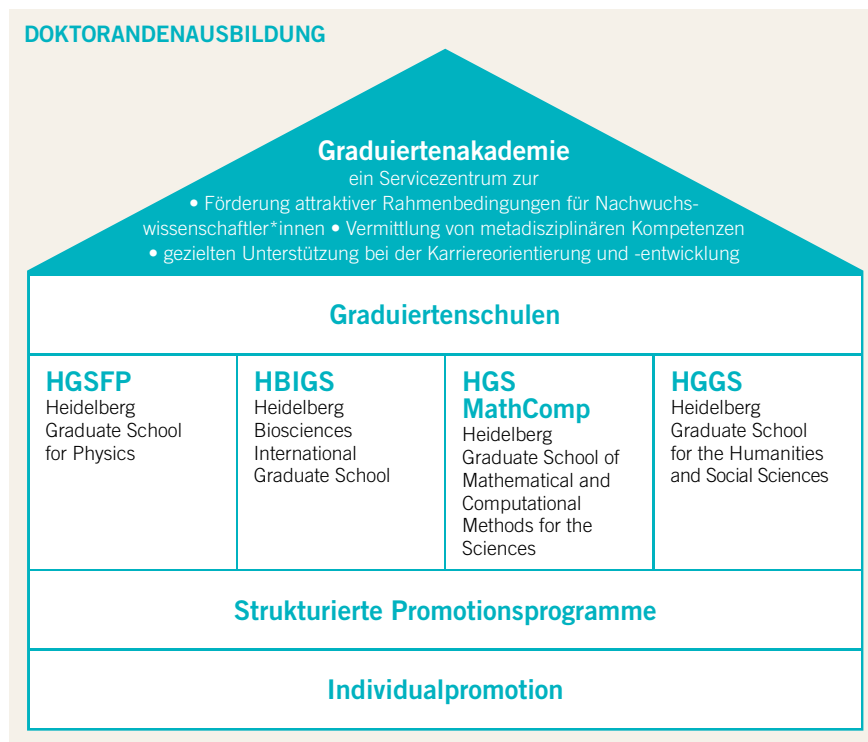 DOKTORANDENAUSBILDUNG
Graduiertenakademie
ein Servicezentrum zur
• Förderung attraktiver Rahmenbedingungen für Nachwuchs-
wissenschaftler*innen • Vermittlung von metadisziplinären Kompetenzen
• gezielten Unterstützung bei der Karriereorientierung und -entwicklung
Graduiertenschulen
HGSFP
Heidelberg
Graduate School
for Physics
HBIGS
Heidelberg
Biosciences
International
Graduate School
HGS
MathComp
Heidelberg
Graduate School of
Mathematical and
Computational
Methods for the
Sciences
HGGS
Heidelberg
Graduate School
for the Humanities
and Social Sciences
Strukturierte Promotionsprogramme
Individualpromotion